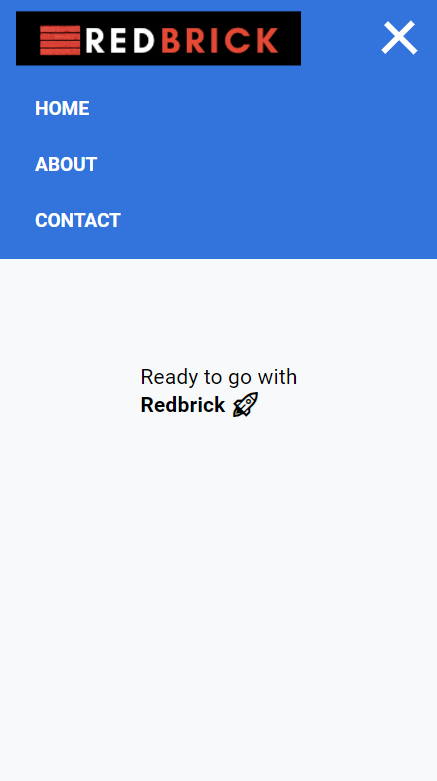 REDBRICK
HOME
ABOUT
CONTACT
Ready to go with
Redbrick